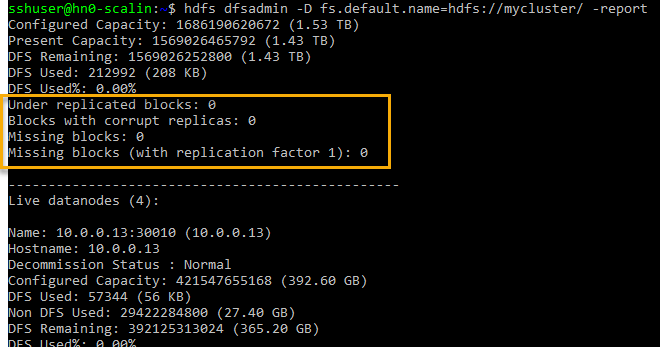 sshuser@hn0-scalin:~$ hdfs dfsadmin -D fs.default.name=hdfs://mycluster/ -report
Configured Capacity: 1686190620672 (1.53 TB)
Present Capacity: 1569026465792 (1.43 TB)
DFS Remaining: 1569026252800 (1.43 TB)
DFS Used: 212992 (208 KB)
DFS Used%: 0.00%
Under replicated blocks: 0
Blocks with corrupt replicas: 0
Missing blocks: 0
Missing blocks (with replication factor 1): 0
-------------------------------------------------
Live datanodes (4):
Name: 10.0.0.13:30010 (10.0.0.13)
Hostname: 10.0.0.13
Decommission Status : Normal
Configured Capacity: 421547655168 (392.60 GB)
DFS Used: 57344 (56 KB)
Non DFS Used: 29422284800 (27.40 GB)
DFS Remaining: 392125313024 (365.20 GB)
DFS Used%: 0.00%